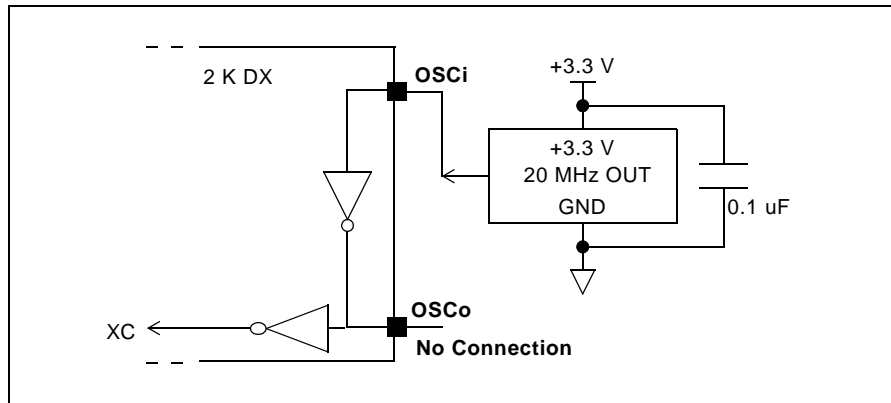 2 K DX
OSCi
+3.3 V
+3.3 V
20 MHz OUT
GND
0.1 uF
OSCo
XC
No Connection